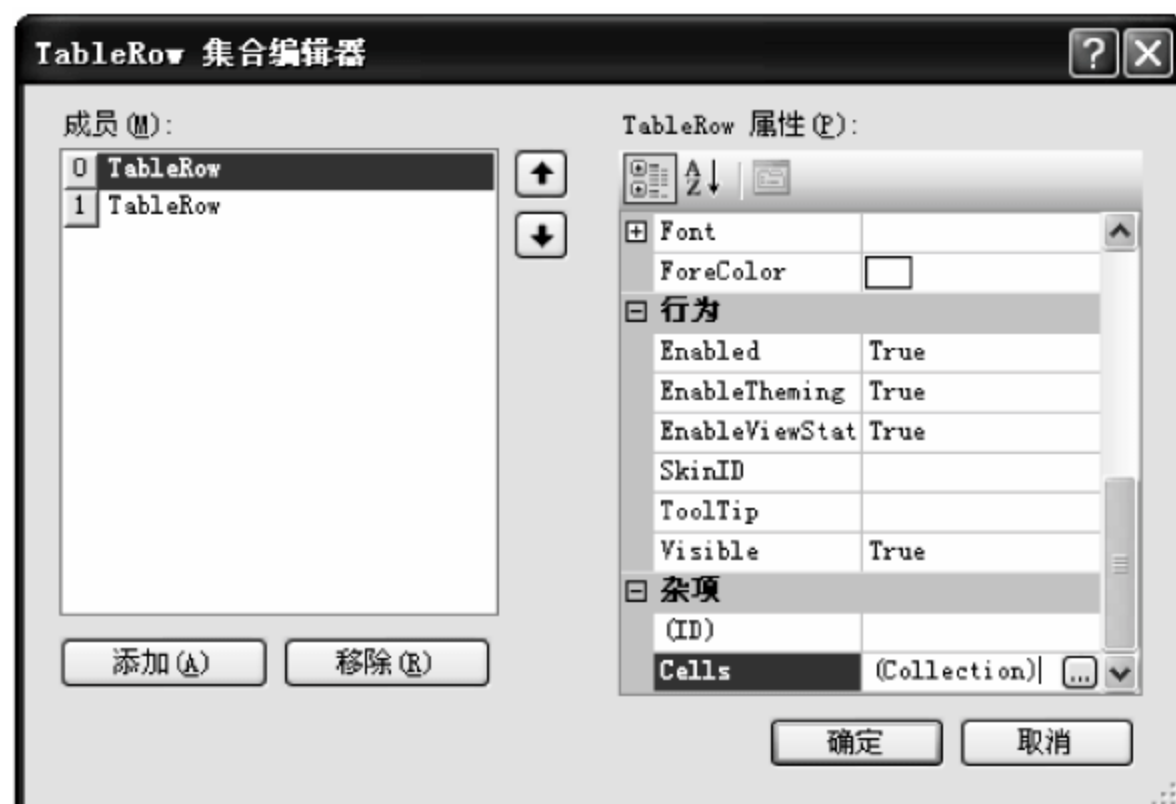 TableRow 集合编辑器
成员(M):
0 TableRow
1 TableRow
添加(A)
移除(R)
TableRow 属性(P):
Font
ForeColor
行为
Enabled True
EnableTheming True
EnableViewStat True
SkinID
ToolTip
Visible True
杂项
(ID)
Cells (Collection) ...
确定
取消